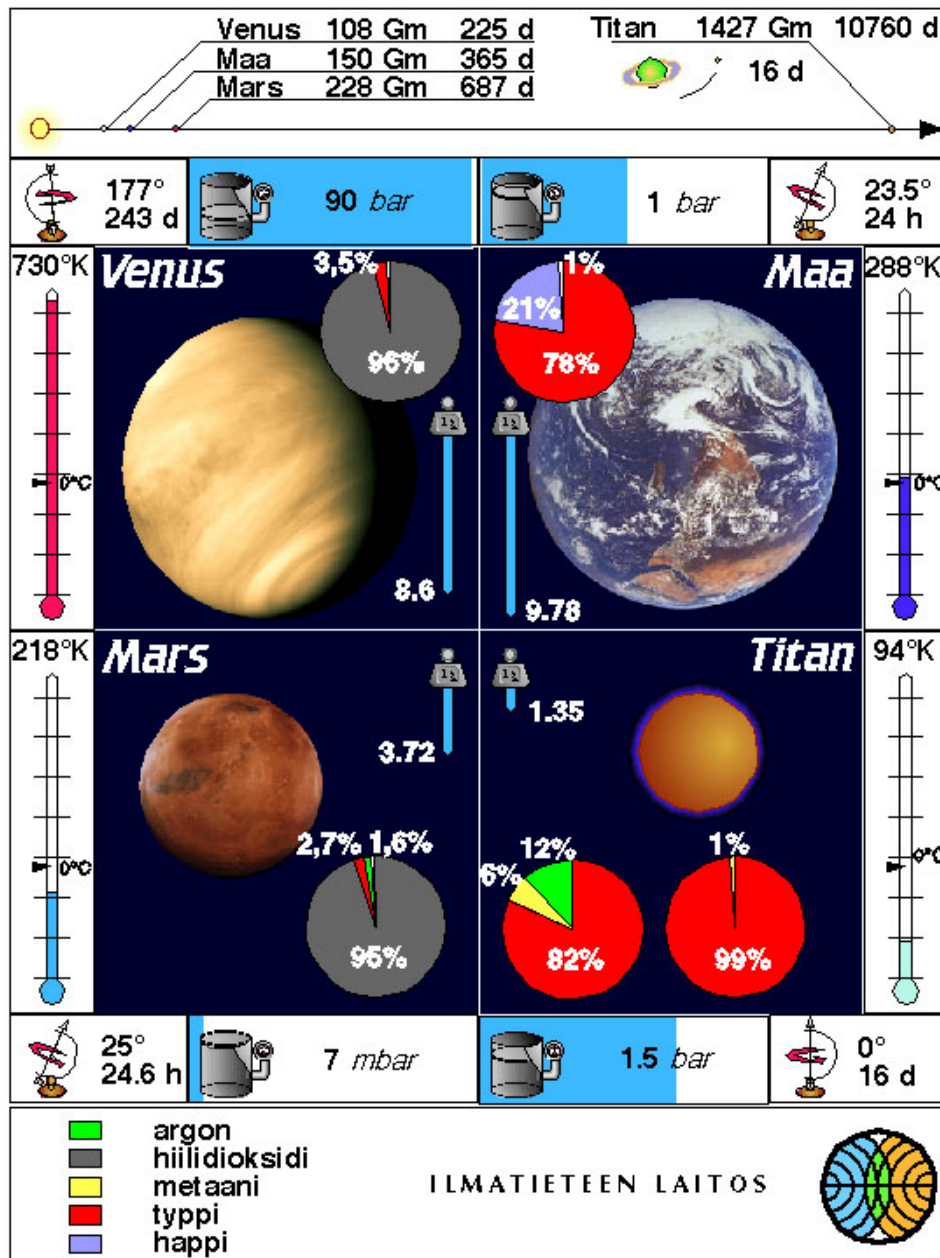 Venus 108 Gm 225 d
Maa 150 Gm 365 d
Mars 228 Gm 687 d
Titan 1427 Gm 10760 d
16 d
177°
243 d
90 bar
1 bar
23.5°
24 h
730°K
Venus
3,5%
96%
8.6
0°C
1%
21%
78%
Maa
288°K
9.78
0°C
218°K
Mars
3.72
2,7% 1,6%
95%
0°C
Titan
94°K
1.35
12%
6%
82%
1%
99%
0°C
25°
24.6 h
7 mbar
1.5 bar
0°
16 d
argon
hiilidioksidi
metaani
typpi
happi
ILMATIETEEN LAITOS